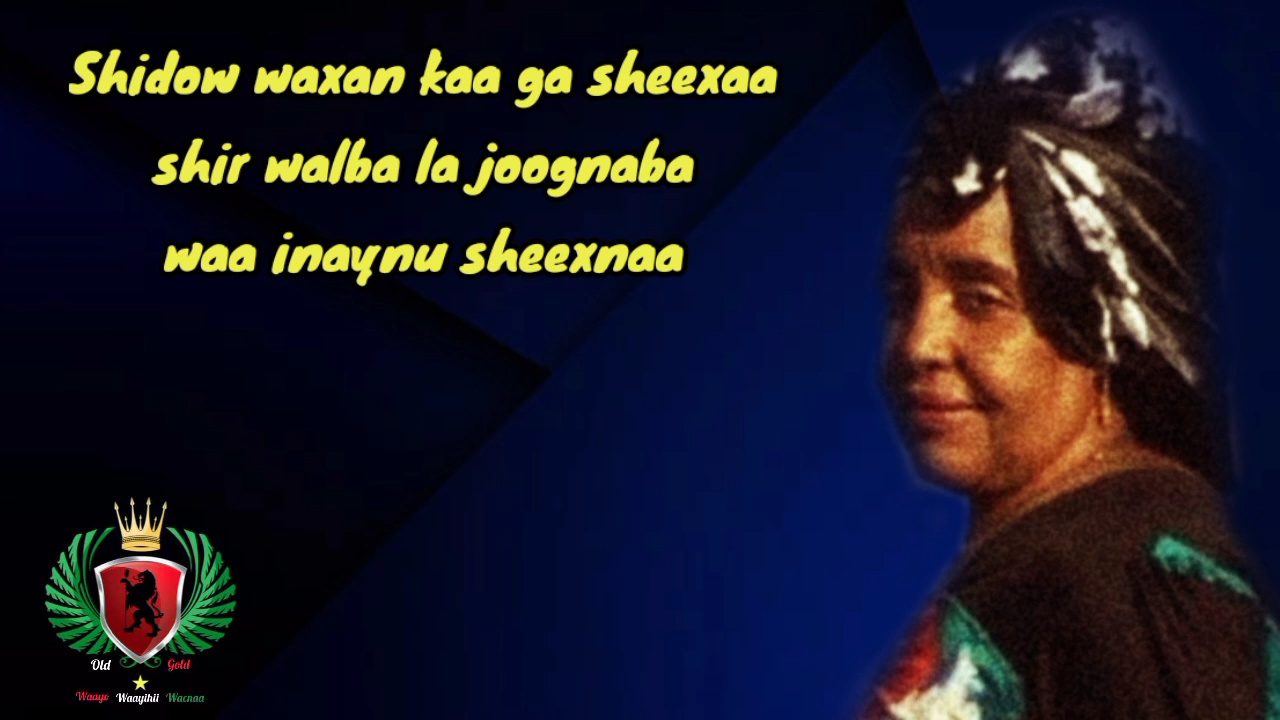 Shidow waxan kaa ga sheexaa
shir walba la joognaba
waa inaynu sheexnaa
Old Gold
Waayo Waayihii Wacnaa